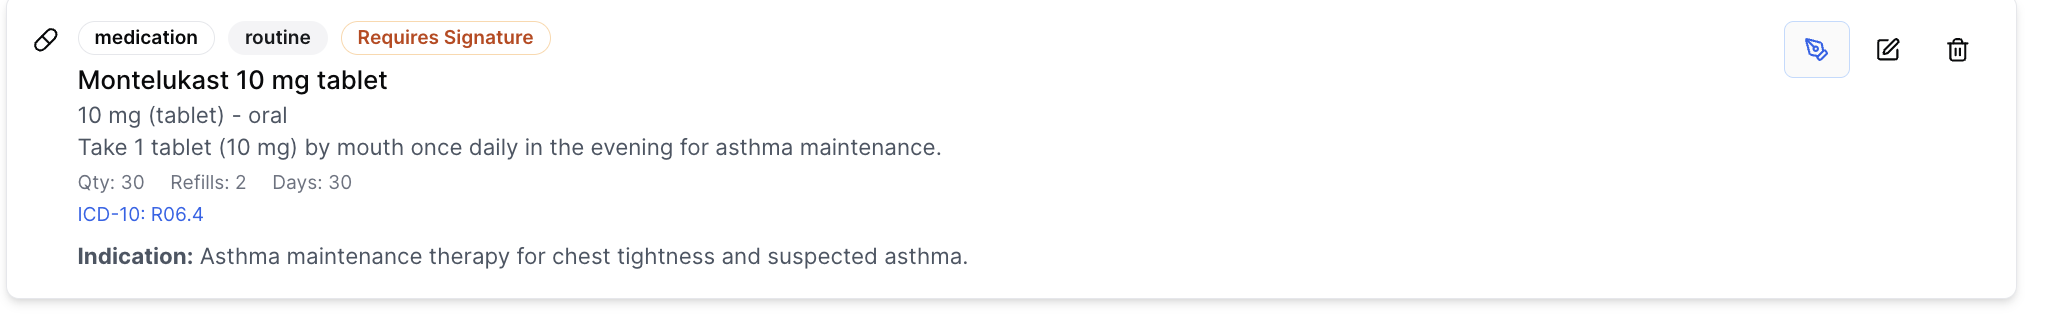 medication routine Requires Signature
Montelukast 10 mg tablet
10 mg (tablet) - oral
Take 1 tablet (10 mg) by mouth once daily in the evening for asthma maintenance.
Qty: 30 Refills: 2 Days: 30
ICD-10: R06.4
Indication: Asthma maintenance therapy for chest tightness and suspected asthma.